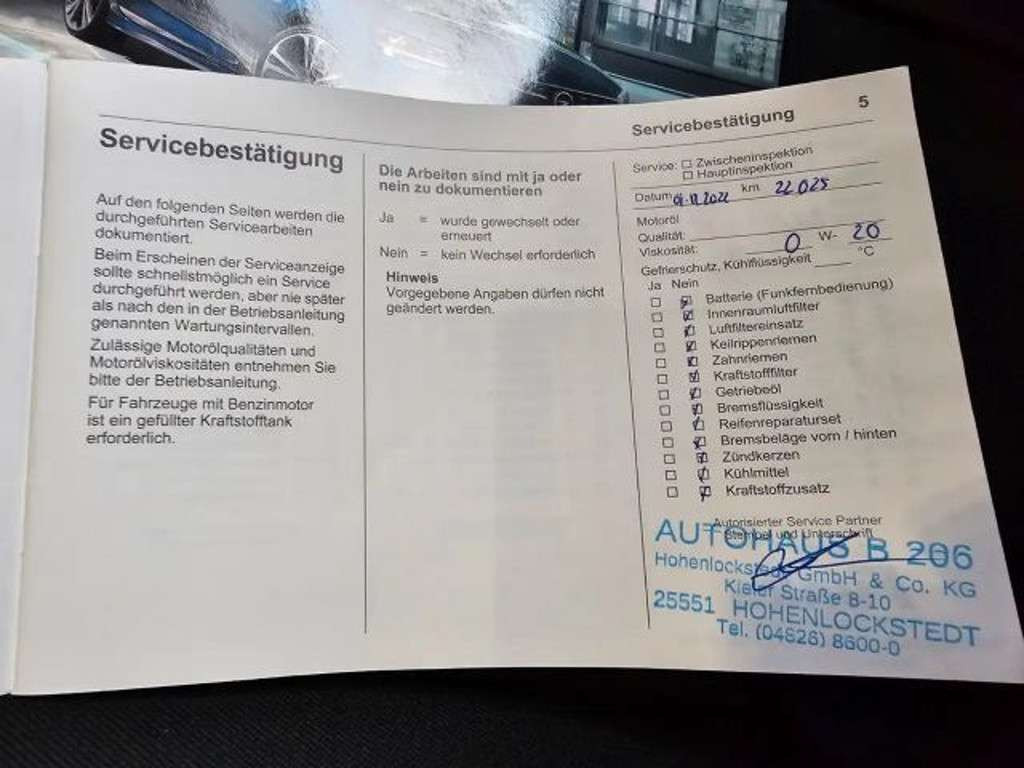 Servicebestätigung
Auf den folgenden Seiten werden die
durchgeführten Servicearbeiten
dokumentiert.
Beim Erscheinen der Serviceanzeige
sollte schnellstmöglich ein Service
durchgeführt werden, aber nie später
als nach den in der Betriebsanleitung
genannten Wartungsintervallen.
Zulässige Motorölqualitäten und
Motorölviskositäten entnehmen Sie
bitte der Betriebsanleitung.
Für Fahrzeuge mit Benzinmotor
ist ein gefüllter Kraftstofftank
erforderlich.
Die Arbeiten sind mit ja oder
nein zu dokumentieren
Ja = wurde gewechselt oder
erneuert
Nein = kein Wechsel erforderlich
Hinweis
Vorgegebene Angaben dürfen nicht
geändert werden.
5
Servicebestätigung
Service: Zwischeninspektion
Hauptinspektion
Datum km 22025
Motoröl
Qualität:
Viskosität: 0 W- 20
Gefrierschutz, Kühlflüssigkeit °C
Ja Nein
Batterie (Funkfernbedienung)
Innenraumluftfilter
Luftfiltereinsatz
Keilrippenriemen
Zahnriemen
Kraftstofffilter
Getriebeöl
Bremsflüssigkeit
Reifenreparaturset
Bremsbeläge vorn / hinten
Zündkerzen
Kühlmittel
Kraftstoffzusatz
Autorisierter Service Partner
Stempel und Unterschrift
AUTOHAUS B 206
Hohenlockstedt GmbH & Co. KG
Kieler Straße 8-10
25551 HOHENLOCKSTEDT
Tel. (04826) 8600-0